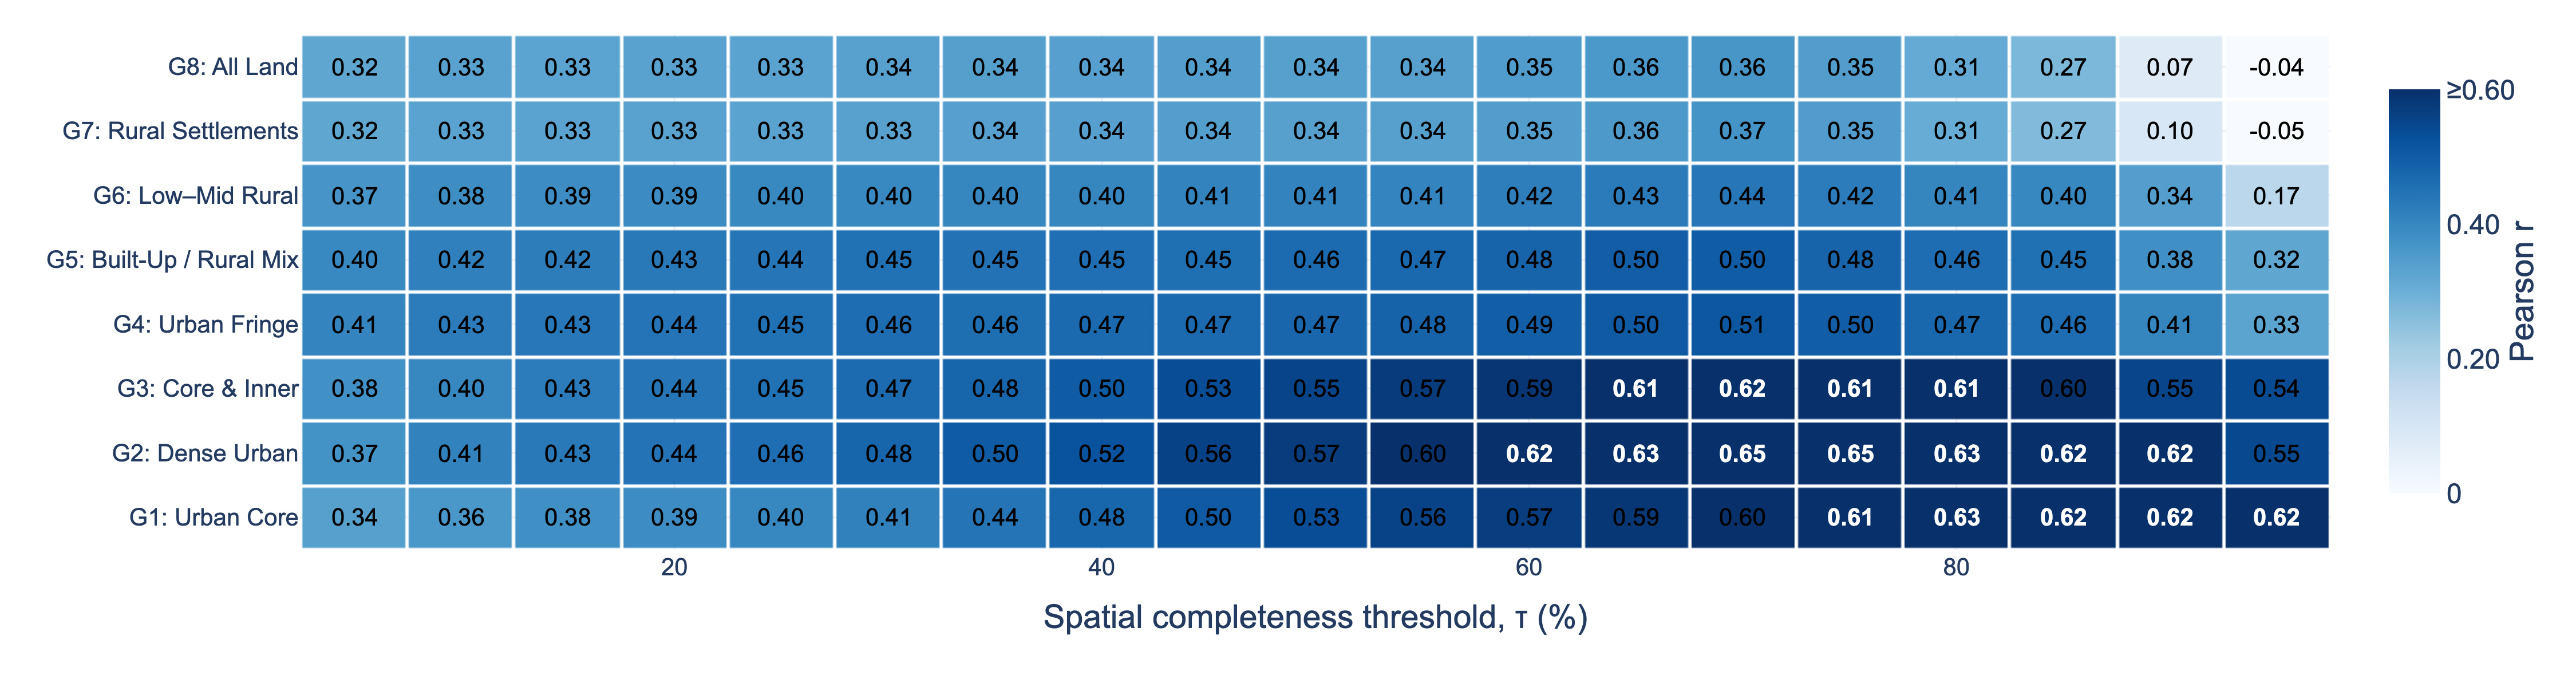 G8: All Land 0.32 0.33 0.33 0.33 0.33 0.34 0.34 0.34 0.34 0.34 0.34 0.35 0.36 0.36 0.35 0.31 0.27 0.07 -0.04
G7: Rural Settlements 0.32 0.33 0.33 0.33 0.33 0.33 0.34 0.34 0.34 0.34 0.34 0.35 0.36 0.37 0.35 0.31 0.27 0.10 -0.05
G6: Low–Mid Rural 0.37 0.38 0.39 0.39 0.40 0.40 0.40 0.40 0.41 0.41 0.41 0.42 0.43 0.44 0.42 0.41 0.40 0.34 0.17
G5: Built-Up / Rural Mix 0.40 0.42 0.42 0.43 0.44 0.45 0.45 0.45 0.45 0.46 0.47 0.48 0.50 0.50 0.48 0.46 0.45 0.38 0.32
G4: Urban Fringe 0.41 0.43 0.43 0.44 0.45 0.46 0.46 0.47 0.47 0.47 0.48 0.49 0.50 0.51 0.50 0.47 0.46 0.41 0.33
G3: Core & Inner 0.38 0.40 0.43 0.44 0.45 0.47 0.48 0.50 0.53 0.55 0.57 0.59 0.61 0.62 0.61 0.61 0.60 0.55 0.54
G2: Dense Urban 0.37 0.41 0.43 0.44 0.46 0.48 0.50 0.52 0.56 0.57 0.60 0.62 0.63 0.65 0.65 0.63 0.62 0.62 0.55
G1: Urban Core 0.34 0.36 0.38 0.39 0.40 0.41 0.44 0.48 0.50 0.53 0.56 0.57 0.59 0.60 0.61 0.63 0.62 0.62 0.62
20 40 60 80
Spatial completeness threshold, τ (%)
≥0.60
0.40
0.20
0
Pearson r